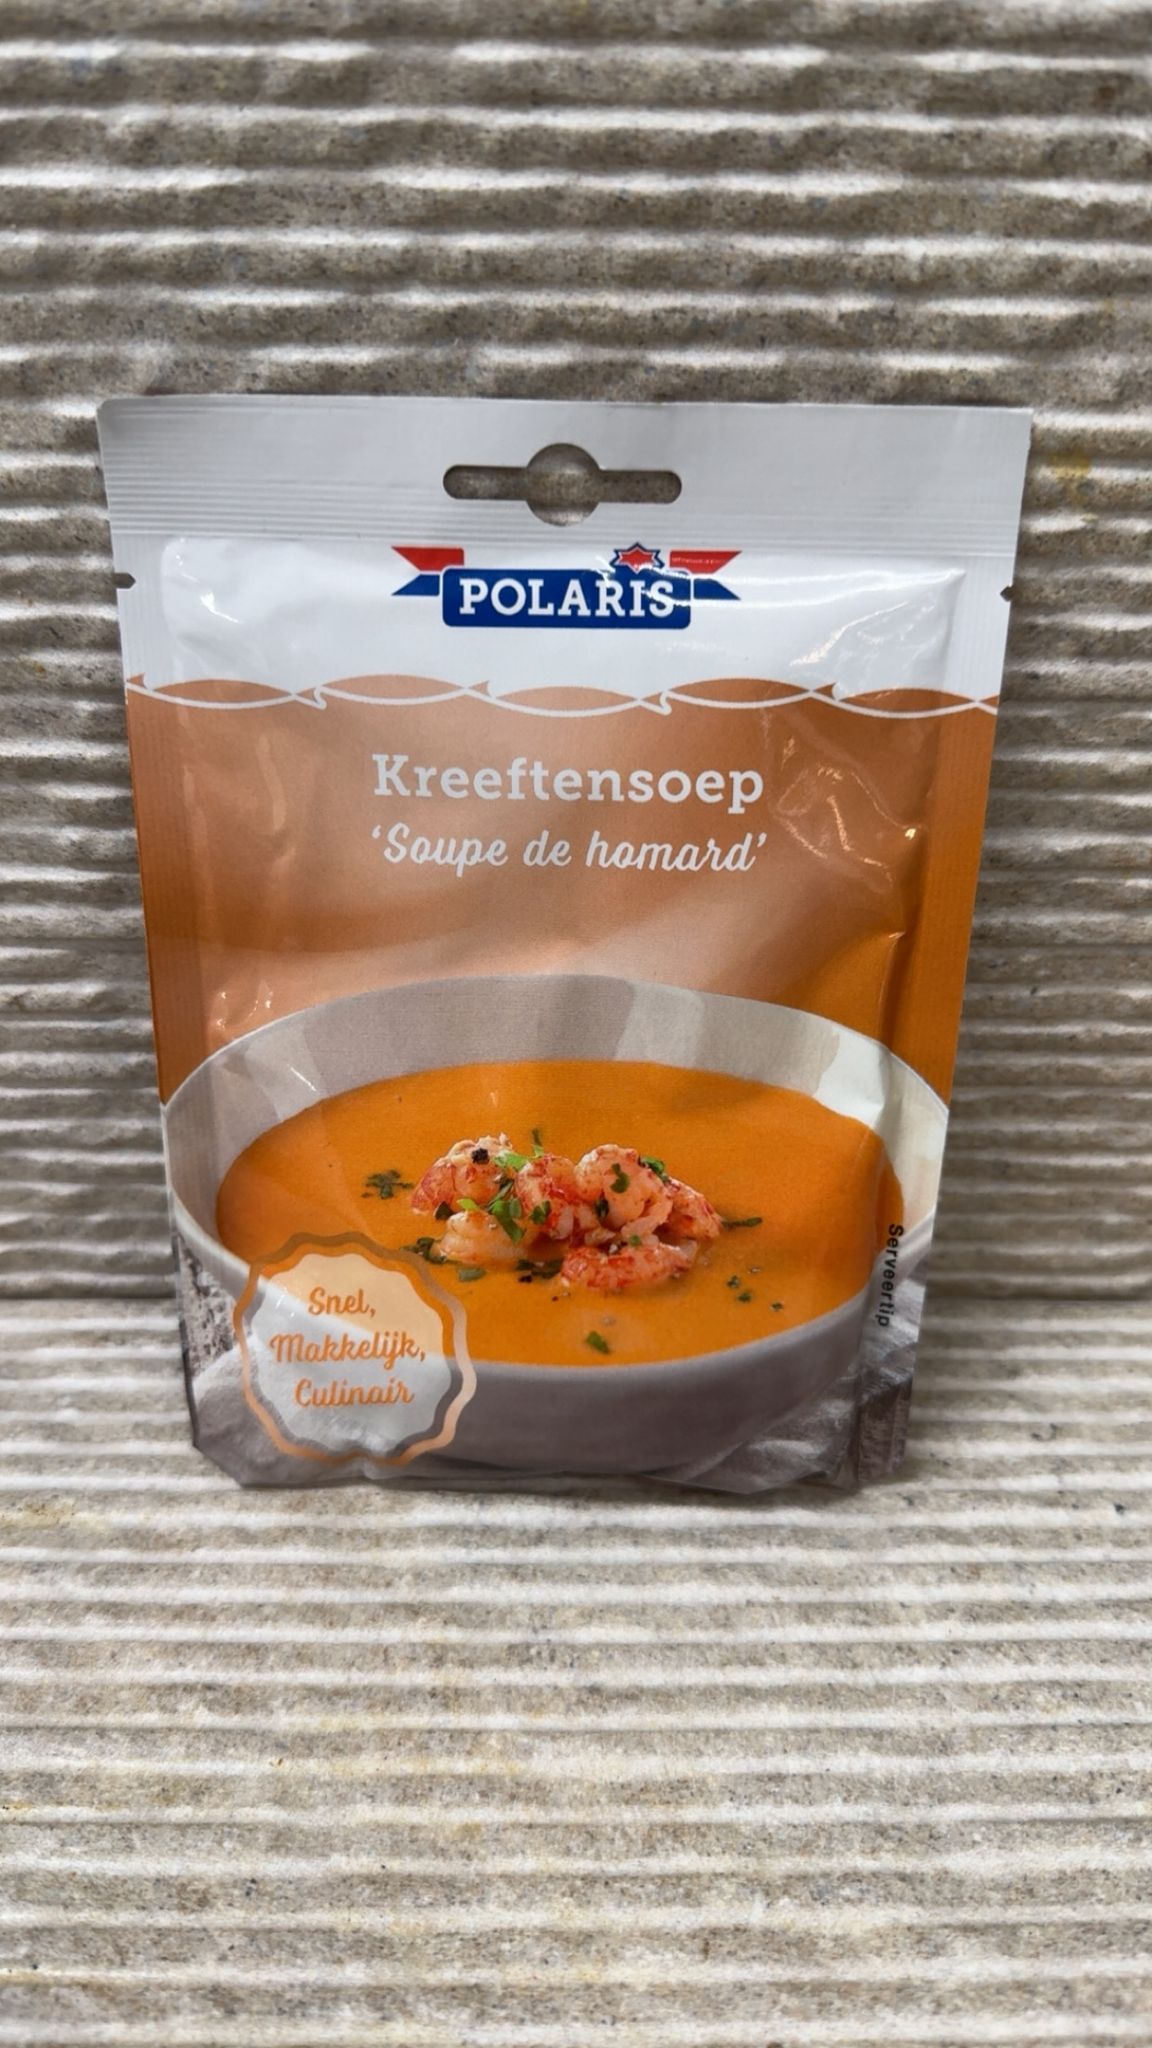 POLARIS
Kreeftensoep
'Soupe de homard'
Serveertip
Snel,
Makkelijk,
Culinair